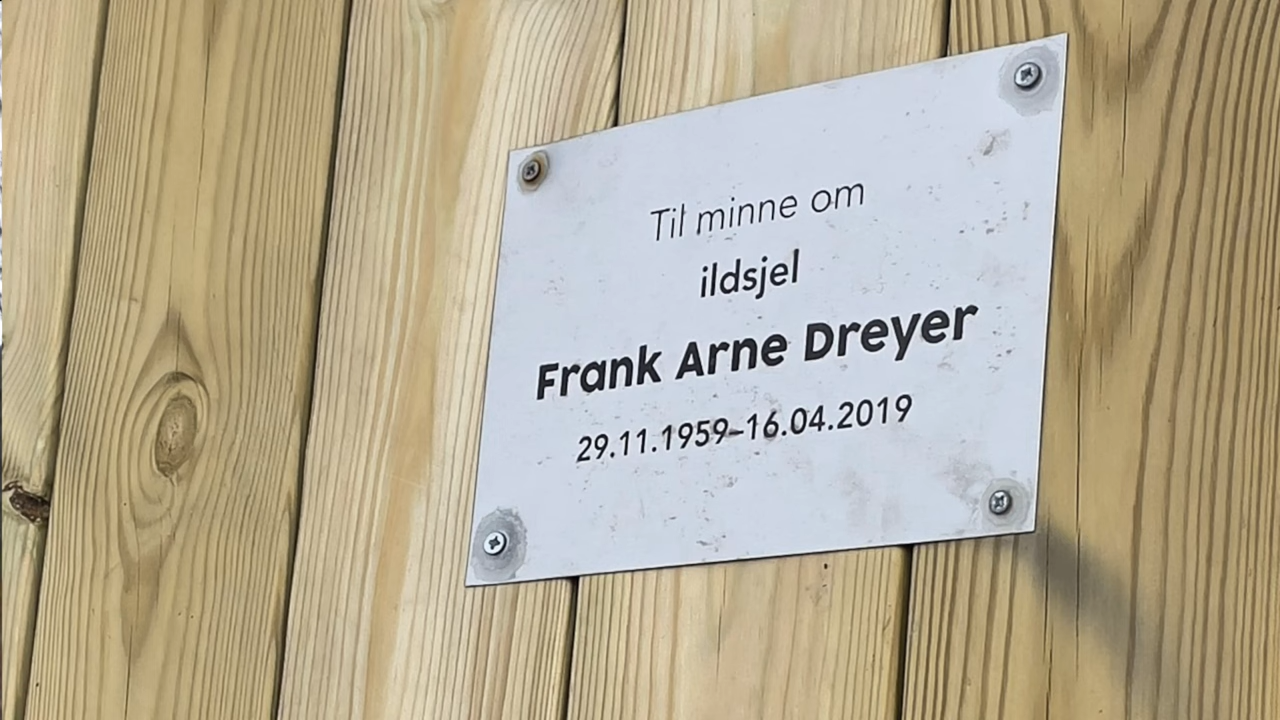 Til minne om
ildsjel
Frank Arne Dreyer
29.11.1959–16.04.2019